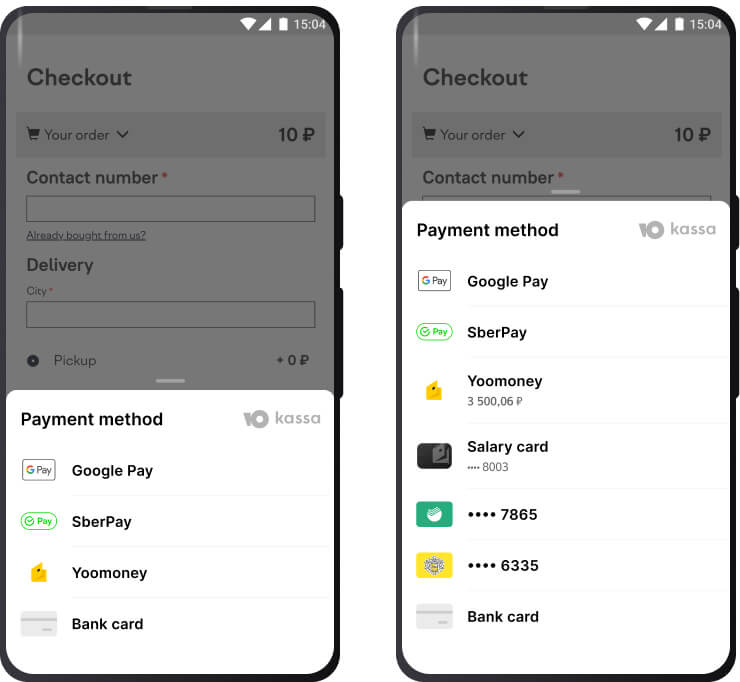 15:04
Checkout
Your order 10 ₽
Contact number *
Already bought from us?
Delivery
City *
Pickup + 0 ₽
Payment method Ю kassa
G Pay Google Pay
Pay SberPay
Yoomoney
Bank card
15:04
Checkout
Your order 10 ₽
Contact number *
Payment method Ю kassa
G Pay Google Pay
Pay SberPay
Yoomoney
3 500,06 ₽
Salary card
•••• 8003
•••• 7865
•••• 6335
Bank card